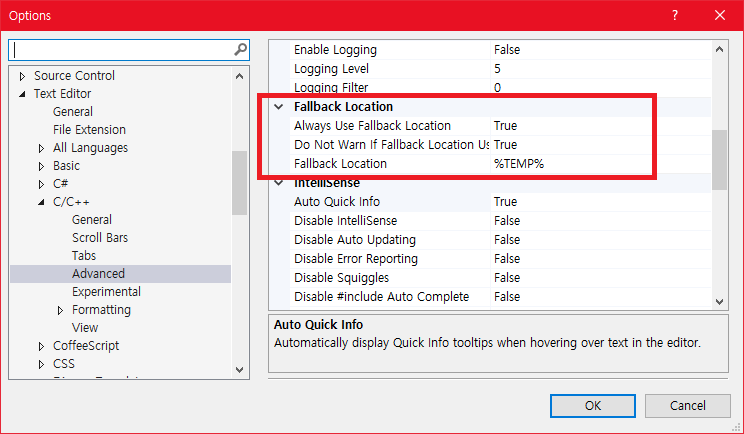 Options
Source Control
Text Editor
General
File Extension
All Languages
Basic
C#
C/C++
General
Scroll Bars
Tabs
Advanced
Experimental
Formatting
View
CoffeeScript
CSS
Enable Logging False
Logging Level 5
Logging Filter 0
Fallback Location
Always Use Fallback Location True
Do Not Warn If Fallback Location Us True
Fallback Location %TEMP%
IntelliSense
Auto Quick Info True
Disable IntelliSense False
Disable Auto Updating False
Disable Error Reporting False
Disable Squiggles False
Disable #include Auto Complete False
Auto Quick Info
Automatically display Quick Info tooltips when hovering over text in the editor.
OK Cancel